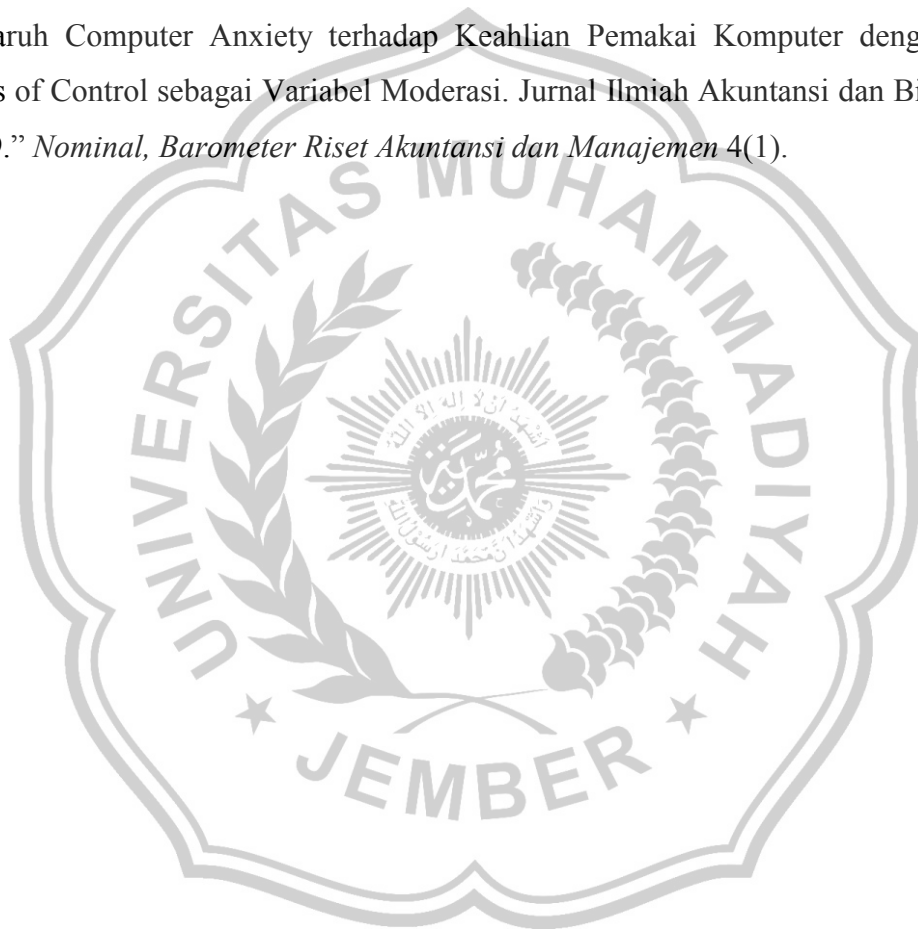 aruh Computer Anxiety terhadap Keahlian Pemakai Komputer deng
s of Control sebagai Variabel Moderasi. Jurnal Ilmiah Akuntansi dan Bi
.” Nominal, Barometer Riset Akuntansi dan Manajemen 4(1).
UNIVERSITAS MUHAMMADIYAH
JEMBER